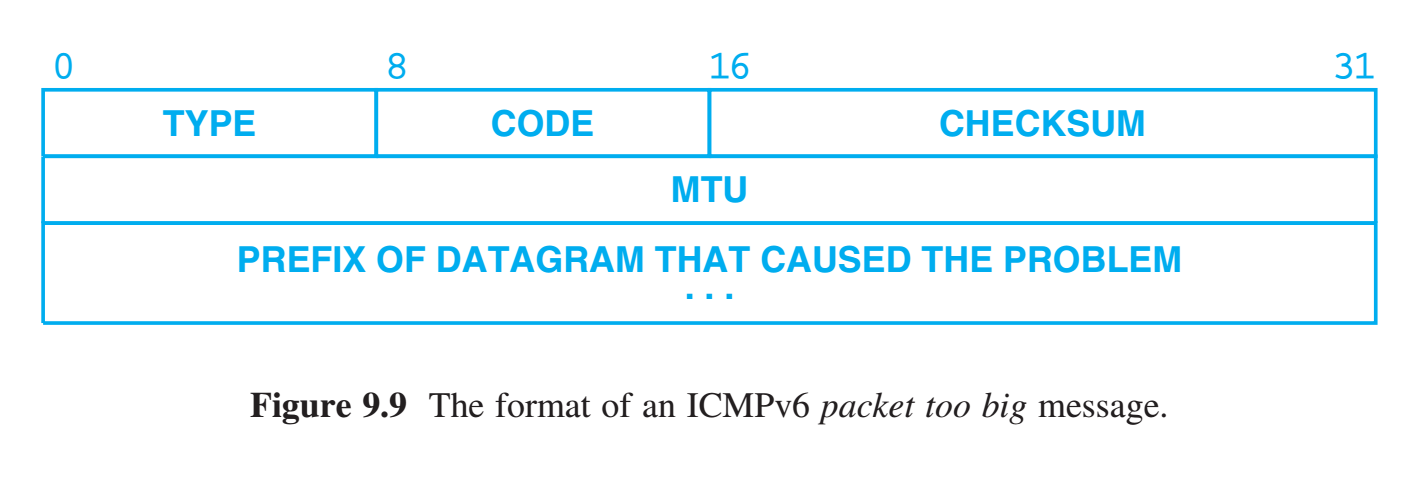 0 8 16 31
TYPE CODE CHECKSUM
MTU
PREFIX OF DATAGRAM THAT CAUSED THE PROBLEM
. . .
Figure 9.9 The format of an ICMPv6 packet too big message.